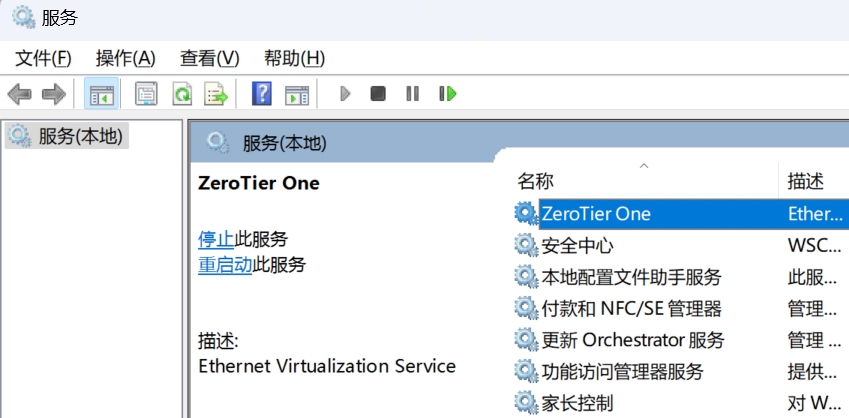 服务
文件(F) 操作(A) 查看(V) 帮助(H)
服务(本地)
服务(本地)
ZeroTier One
停止此服务
重启动此服务
描述:
Ethernet Virtualization Service
名称 描述
ZeroTier One Ether...
安全中心 WSC...
本地配置文件助手服务 此服...
付款和 NFC/SE 管理器 管理...
更新 Orchestrator 服务 管理 ...
功能访问管理器服务 提供...
家长控制 对 W...